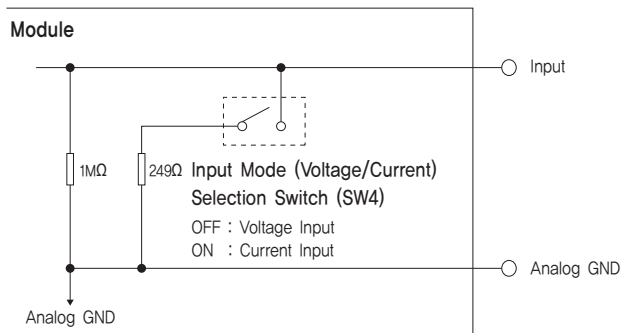 Module
Input
1MΩ
249Ω
Input Mode (Voltage/Current)
Selection Switch (SW4)
OFF : Voltage Input
ON : Current Input
Analog GND
Analog GND